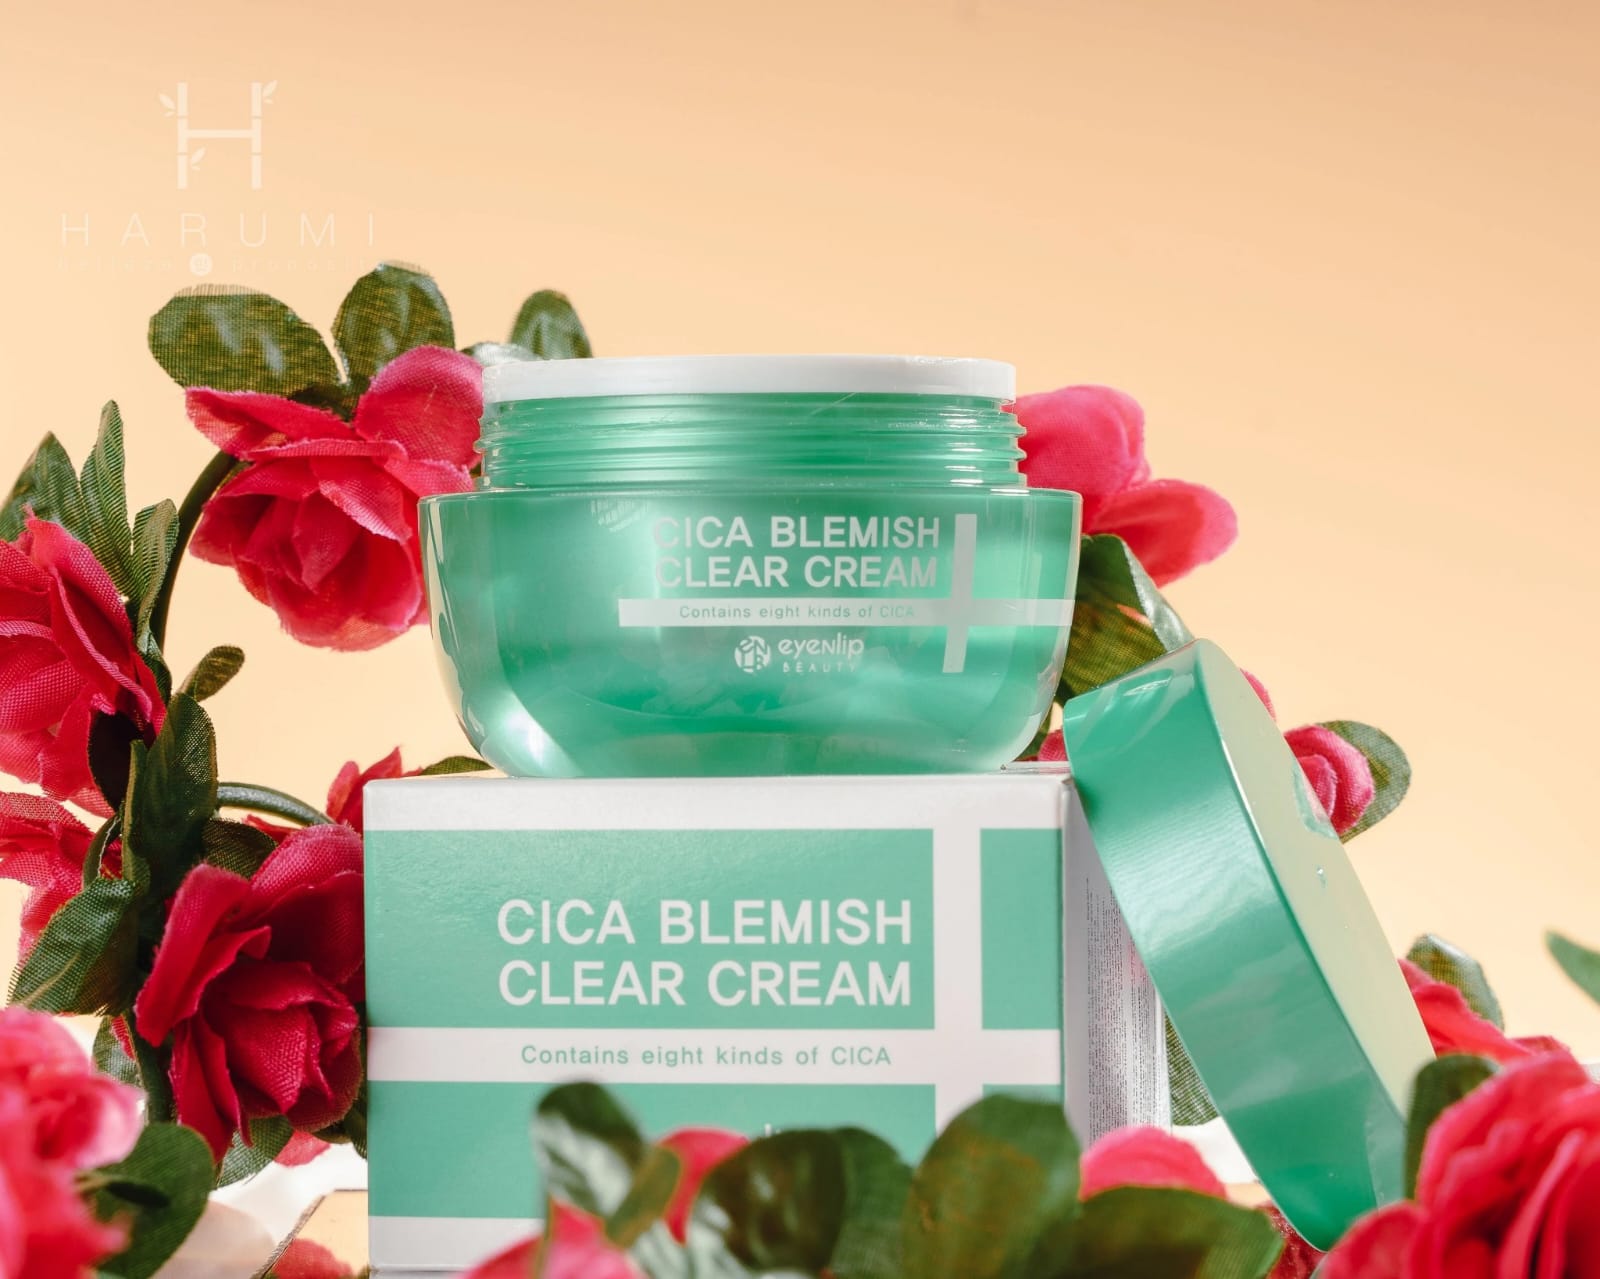 HARUMI
CICA BLEMISH
CLEAR CREAM
Contains eight kinds of CICA
eyenlip
BEAUTY
CICA BLEMISH
CLEAR CREAM
Contains eight kinds of CICA